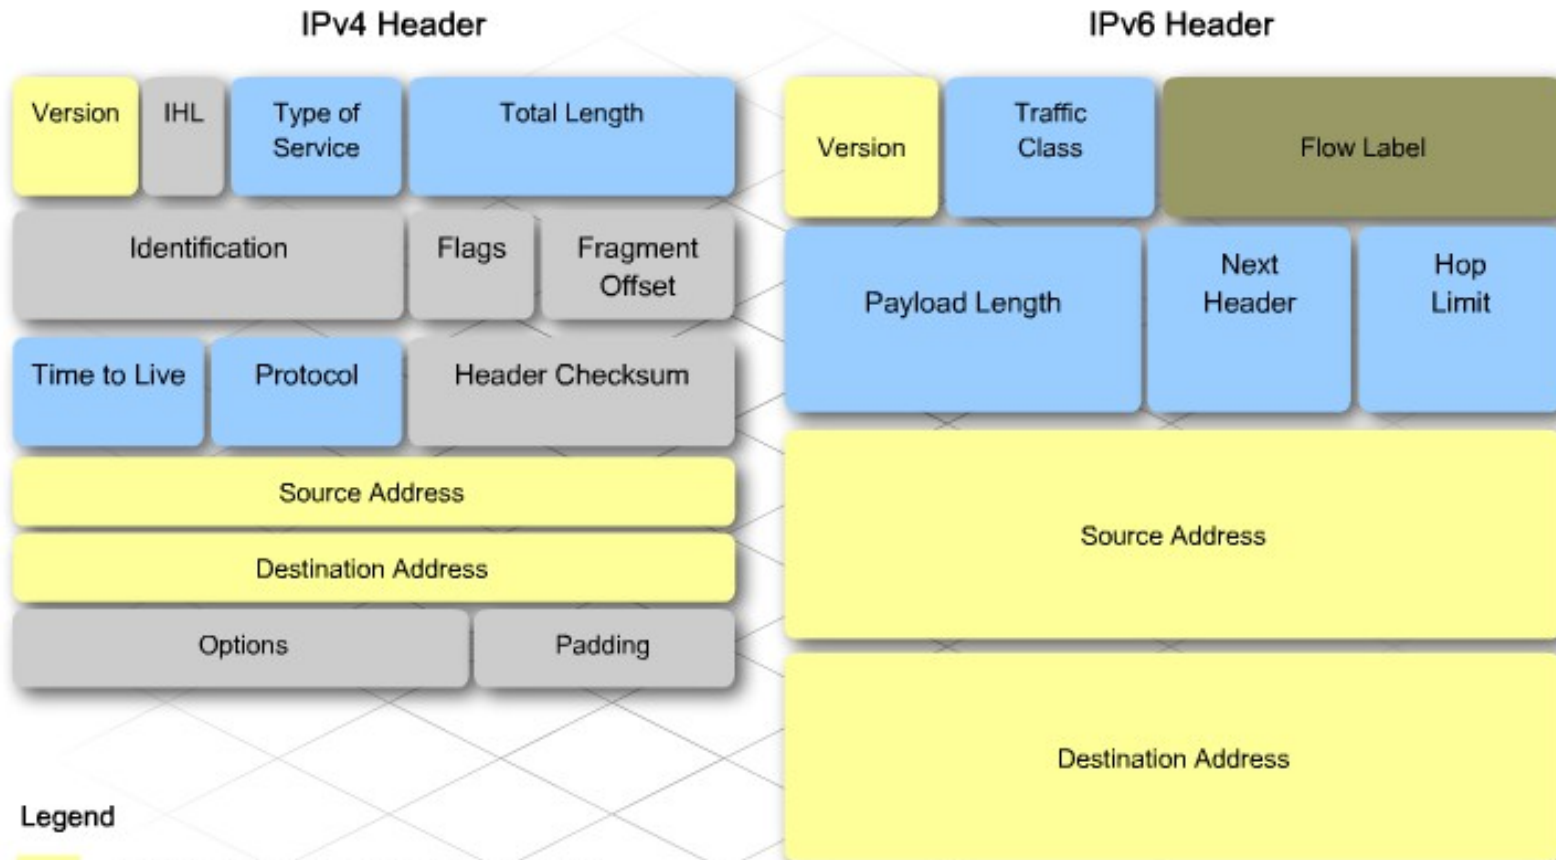 IPv4 Header
Version IHL Type of Service Total Length
Identification Flags Fragment Offset
Time to Live Protocol Header Checksum
Source Address
Destination Address
Options Padding
Legend
IPv6 Header
Version Traffic Class Flow Label
Payload Length Next Header Hop Limit
Source Address
Destination Address